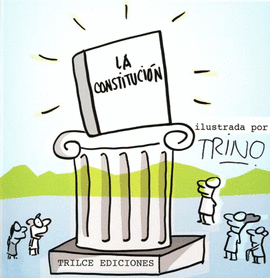 LA
CONSTITUCIÓN
ilustrada por
TRINO
TRILCE EDICIONES